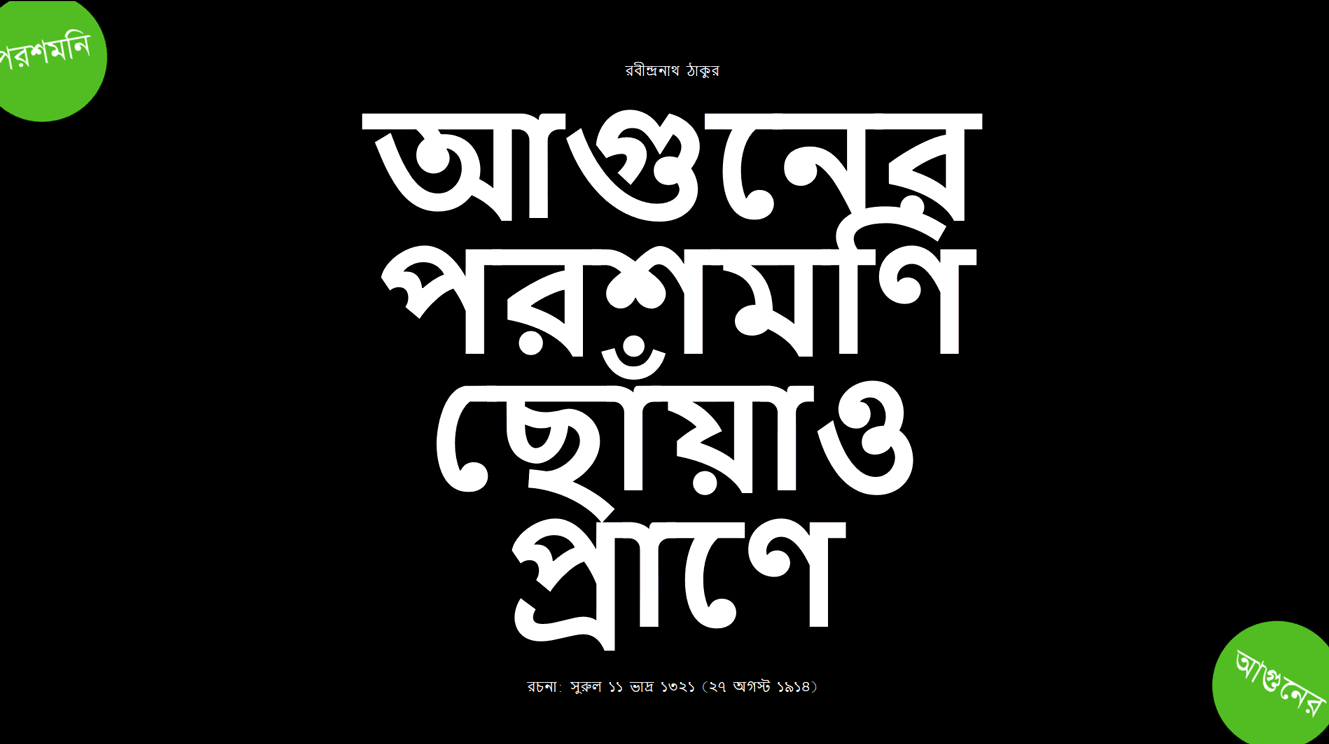 পরশমনি
রবীন্দ্রনাথ ঠাকুর
আগুনের
পরশমণি
ছোঁয়াও
প্রাণে
রচনা: সুরুল ১১ ভাদ্র ১৩২১ (২৭ অগস্ট ১৯১৪)
আগুনের